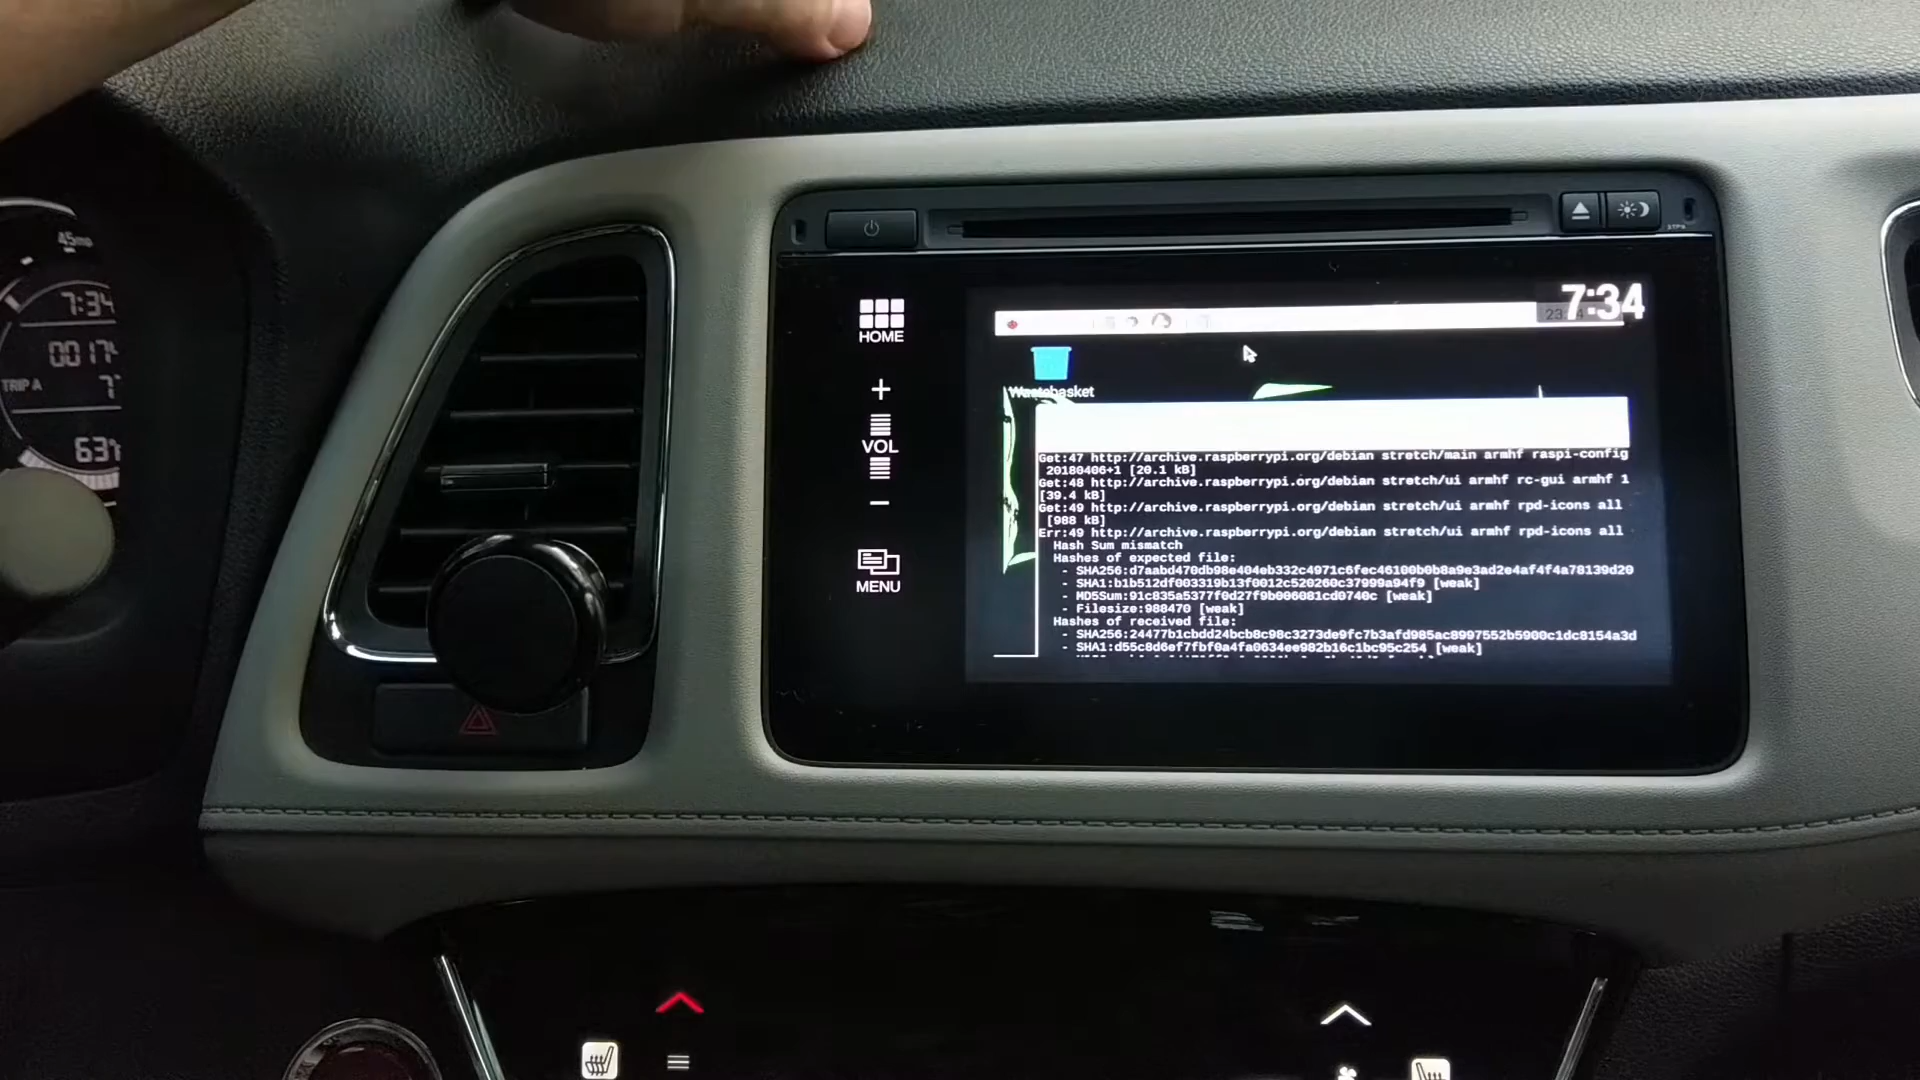 45mp
7:34
TRIP A
HOME
+
VOL
−
MENU
7:34
Wastebasket
Get:47 http://archive.raspberrypi.org/debian stretch/main armhf raspi-config
20180406+1 [20.1 kB]
Get:48 http://archive.raspberrypi.org/debian stretch/ui armhf rc-gui armhf 1
[39.4 kB]
Get:49 http://archive.raspberrypi.org/debian stretch/ui armhf rpd-icons all
[988 kB]
Err:49 http://archive.raspberrypi.org/debian stretch/ui armhf rpd-icons all
Hash Sum mismatch
Hashes of expected file:
- SHA256:d7aabd470db98e404eb332c4971c6fec46100b0b8a9e3ad2e4af4f4a78139d20
- SHA1:b1b512df003319b13f0012c520260c37999a94f9 [weak]
- MD5Sum:91c835a5377f0d27f9b006081cd0740c [weak]
- Filesize:988470 [weak]
Hashes of received file:
- SHA256:24477b1cbdd24bcb8c98c3273de9fc7b3afd985ac8997552b5900c1dc8154a3d
- SHA1:d55c8d6ef7fbf0a4fa0634ee982b16c1bc95c254 [weak]